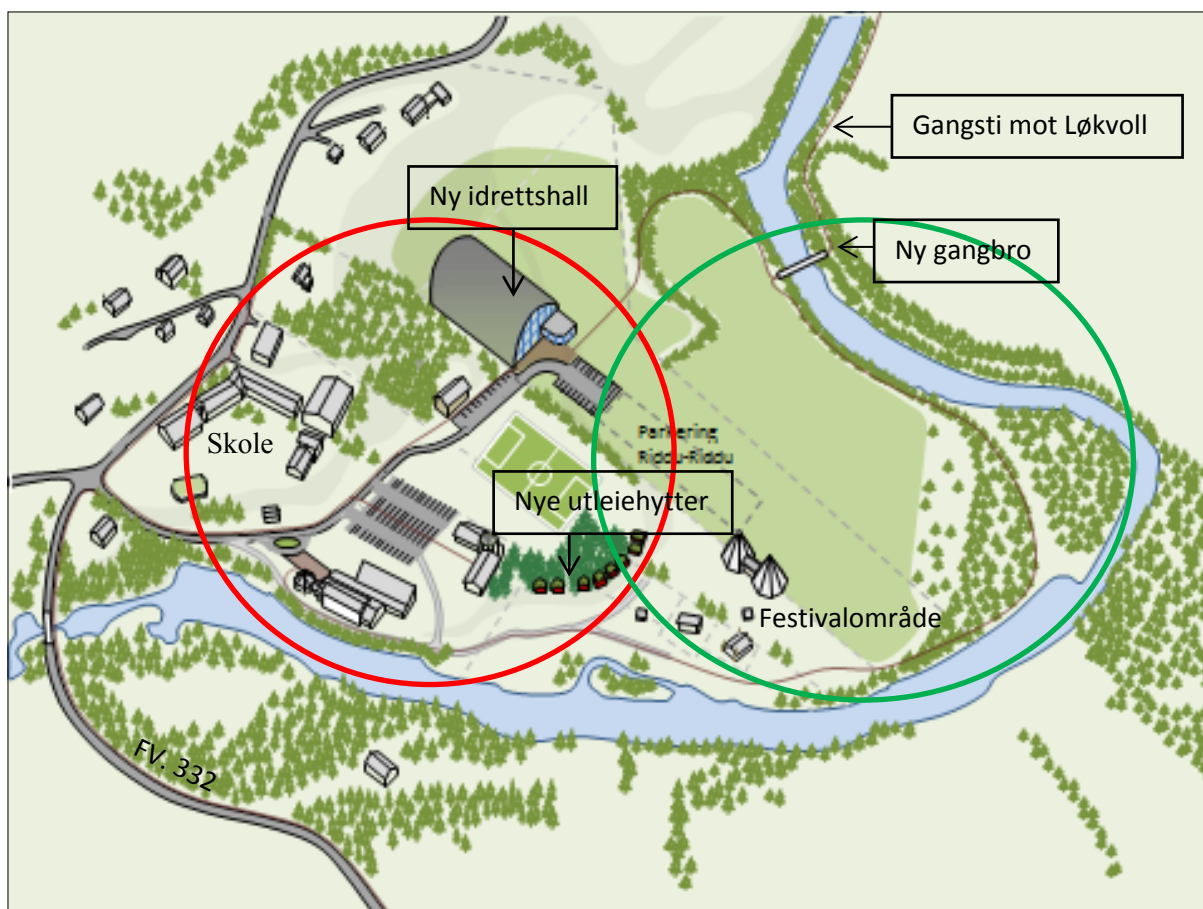 Gangsti mot Løkvoll
Ny idrettshall
Ny gangbro
Skole
Parkering
Riddu-Riddu
Nye utleiehytter
Festivalområde
FV. 332